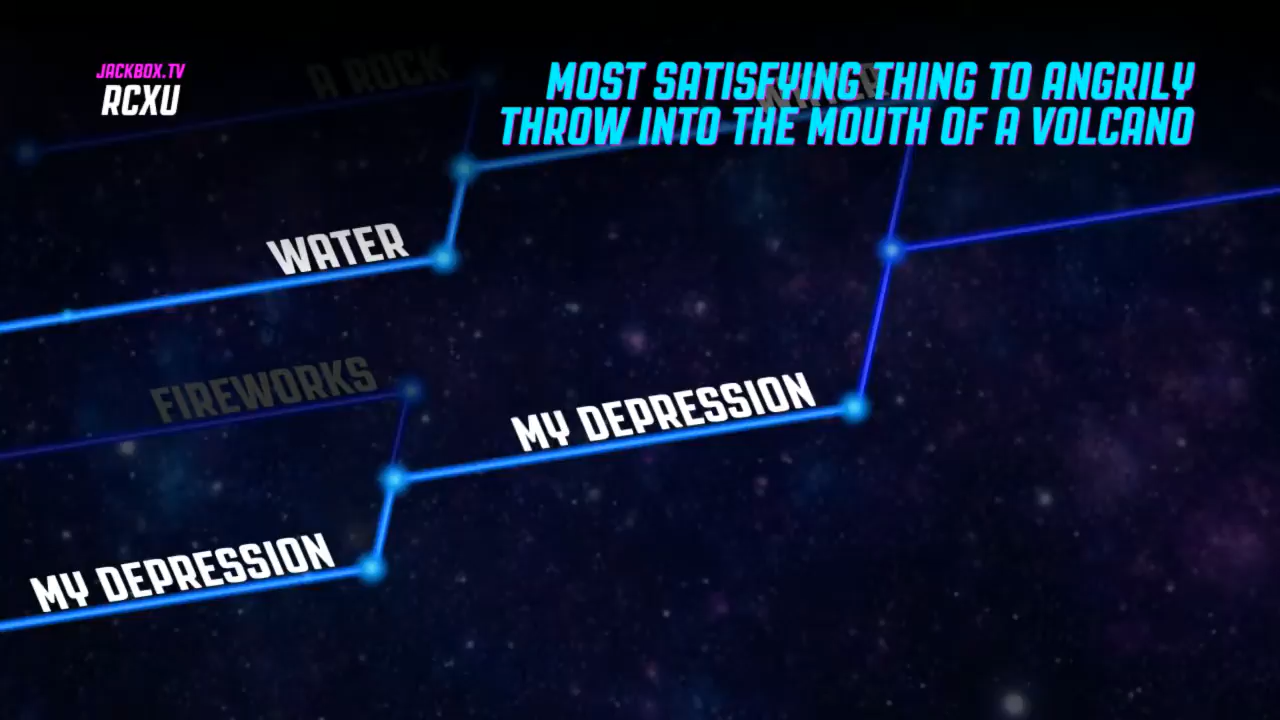 JACKBOX.TV
RCXU
MOST SATISFYING THING TO ANGRILY
THROW INTO THE MOUTH OF A VOLCANO
A ROCK
WATER
WATER
FIREWORKS
MY DEPRESSION
MY DEPRESSION